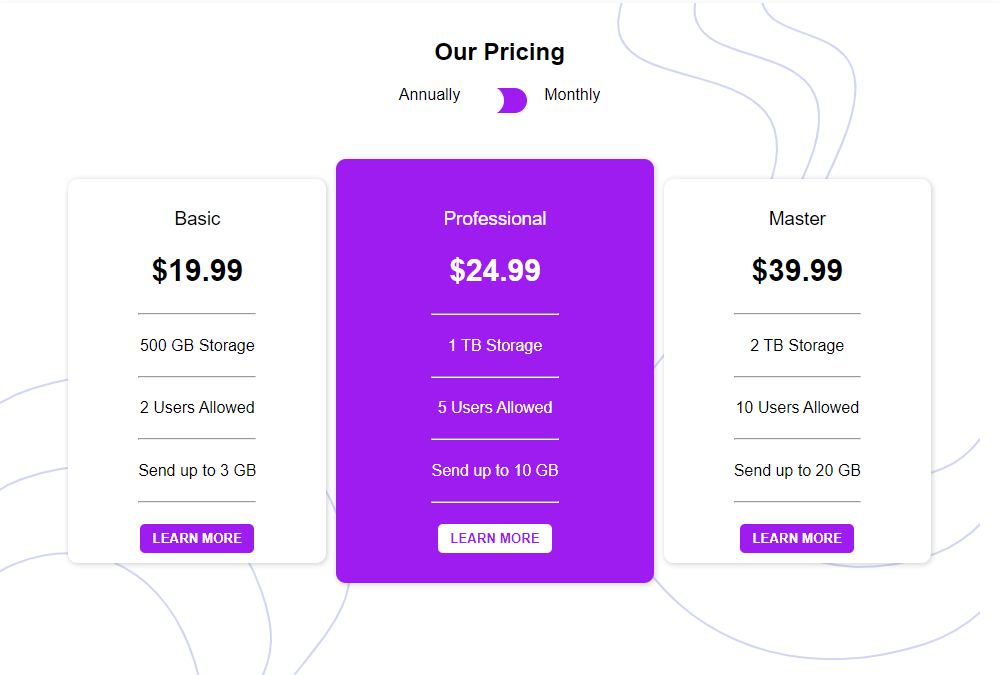 Our Pricing
Annually
Monthly
Basic
$19.99
500 GB Storage
2 Users Allowed
Send up to 3 GB
LEARN MORE
Professional
$24.99
1 TB Storage
5 Users Allowed
Send up to 10 GB
LEARN MORE
Master
$39.99
2 TB Storage
10 Users Allowed
Send up to 20 GB
LEARN MORE